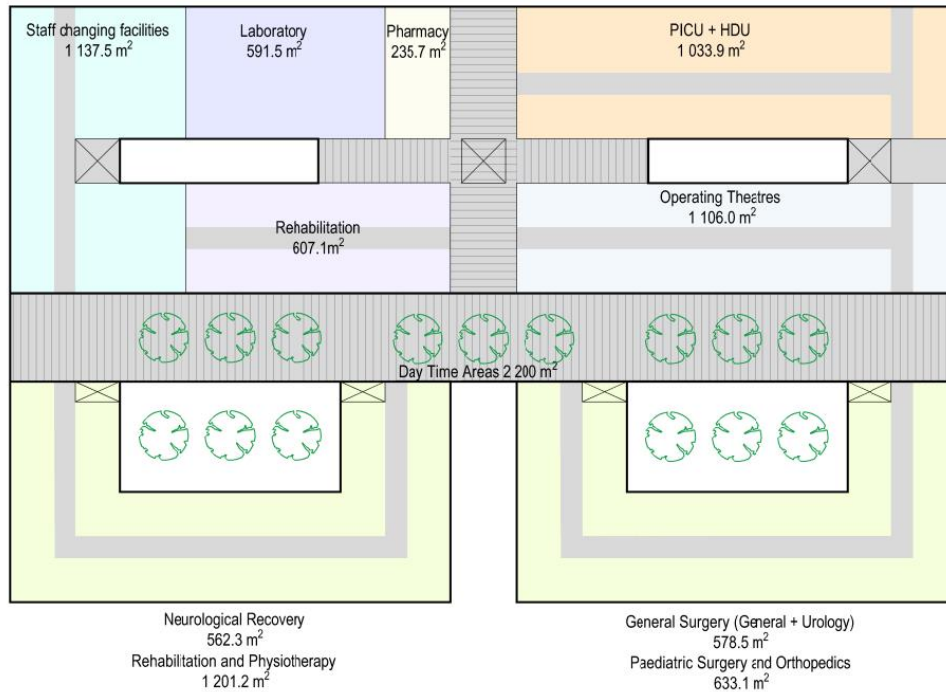 Staff changing facilities
1 137.5 m²
Laboratory
591.5 m²
Pharmacy
235.7 m²
PICU + HDU
1 033.9 m²
Rehabilitation
607.1m²
Operating Theatres
1 106.0 m²
Day Time Areas 2 200 m²
Neurological Recovery
562.3 m²
Rehabilitation and Physiotherapy
1 201.2 m²
General Surgery (General + Urology)
578.5 m²
Paediatric Surgery and Orthopedics
633.1 m²